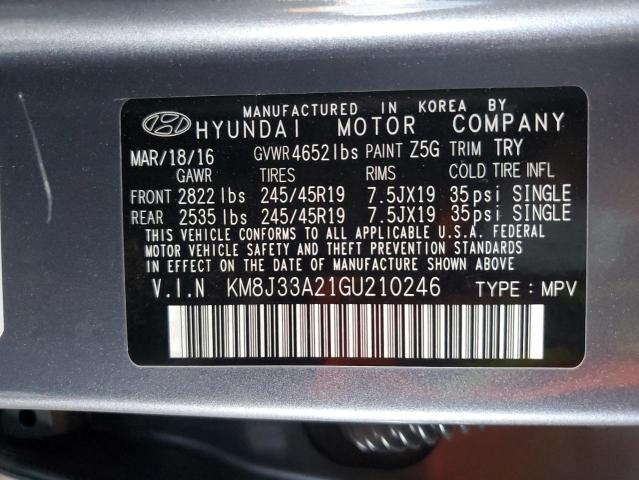 MANUFACTURED IN KOREA BY
HYUNDAI MOTOR COMPANY
MAR/18/16 GVWR 4652lbs PAINT Z5G TRIM TRY
GAWR TIRES RIMS COLD TIRE INFL
FRONT 2822 lbs 245/45R19 7.5JX19 35psi SINGLE
REAR 2535 lbs 245/45R19 7.5JX19 35psi SINGLE
THIS VEHICLE CONFORMS TO ALL APPLICABLE U.S.A. FEDERAL
MOTOR VEHICLE SAFETY AND THEFT PREVENTION STANDARDS
IN EFFECT ON THE DATE OF MANUFACTURE SHOWN ABOVE
V.I.N KM8J33A21GU210246 TYPE : MPV